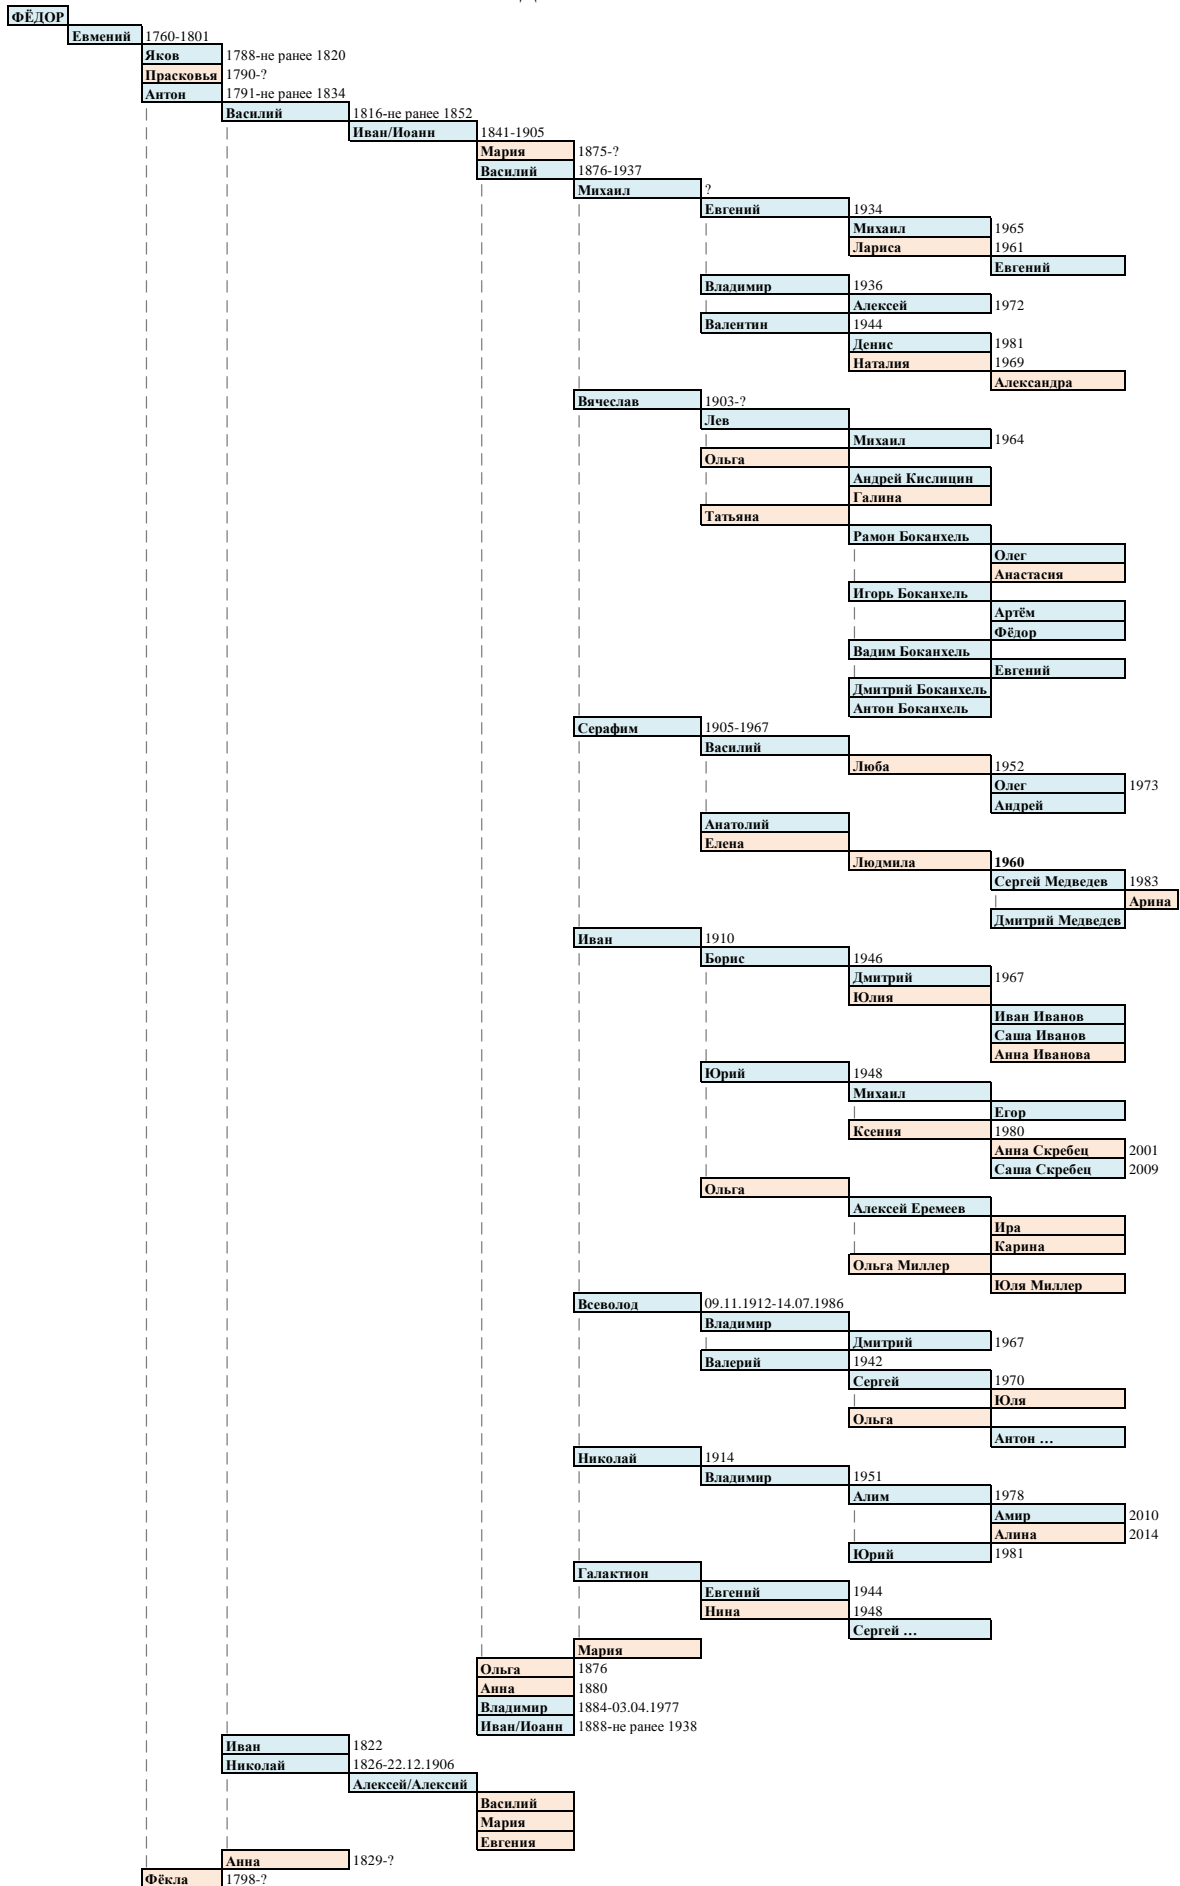 ФЁДОР
Евмений 1760-1801
Яков 1788-не ранее 1820
Прасковья 1790-?
Антон 1791-не ранее 1834
Василий 1816-не ранее 1852
Иван/Иоанн 1841-1905
Мария 1875-?
Василий 1876-1937
Михаил ?
Евгений 1934
Михаил 1965
Лариса 1961
Евгений
Владимир 1936
Алексей 1972
Валентин 1944
Денис 1981
Наталия 1969
Александра
Вячеслав 1903-?
Лев
Михаил 1964
Ольга
Андрей Кислицин
Галина
Татьяна
Рамон Боканхель
Олег
Анастасия
Игорь Боканхель
Артём
Фёдор
Вадим Боканхель
Евгений
Дмитрий Боканхель
Антон Боканхель
Серафим 1905-1967
Василий
Люба 1952
Олег 1973
Андрей
Анатолий
Елена
Людмила 1960
Сергей Медведев 1983
Арина
Дмитрий Медведев
Иван 1910
Борис 1946
Дмитрий 1967
Юлия
Иван Иванов
Саша Иванов
Анна Иванова
Юрий 1948
Михаил
Егор
Ксения 1980
Анна Скребец 2001
Саша Скребец 2009
Ольга
Алексей Еремеев
Ира
Карина
Ольга Миллер
Юля Миллер
Всеволод 09.11.1912-14.07.1986
Владимир
Дмитрий 1967
Валерий 1942
Сергей 1970
Юля
Ольга
Антон ...
Николай 1914
Владимир 1951
Алим 1978
Амир 2010
Алина 2014
Юрий 1981
Галактион
Евгений 1944
Нина 1948
Сергей ...
Мария
Ольга 1876
Анна 1880
Владимир 1884-03.04.1977
Иван/Иоанн 1888-не ранее 1938
Иван 1822
Николай 1826-22.12.1906
Алексей/Алексий
Василий
Мария
Евгения
Анна 1829-?
Фёкла 1798-?